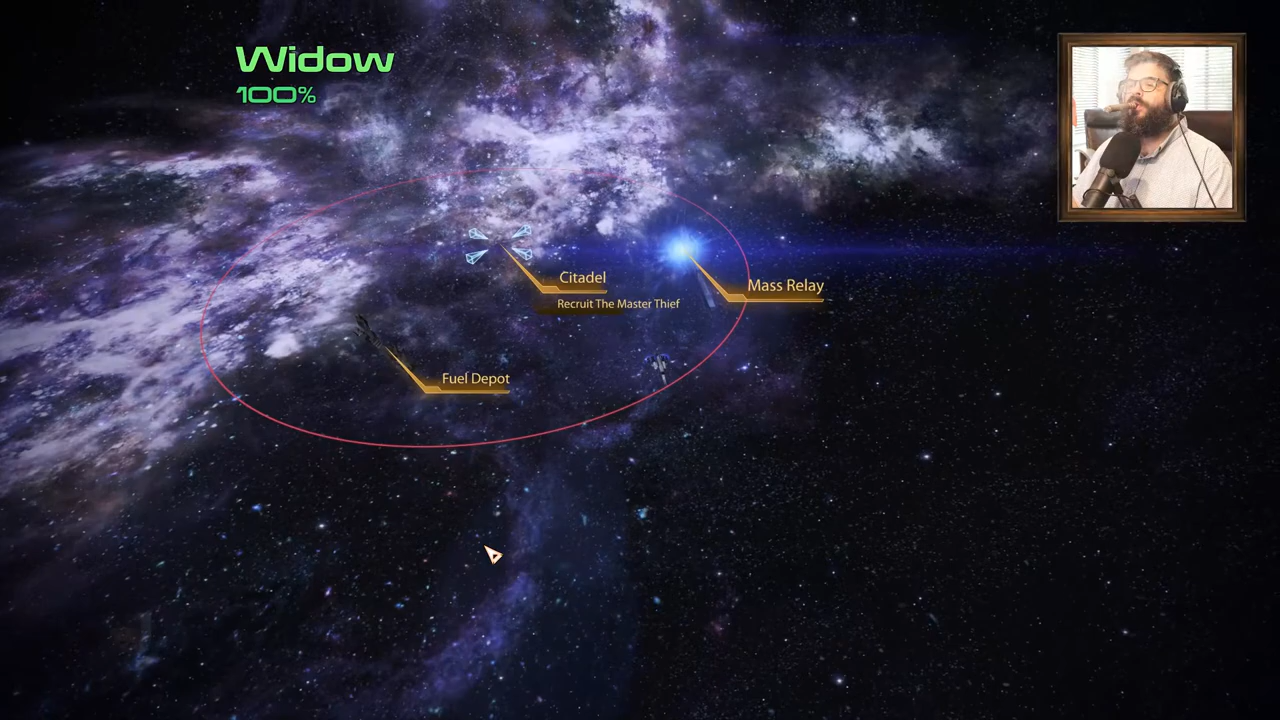 Widow
100%
Citadel
Recruit The Master Thief
Mass Relay
Fuel Depot